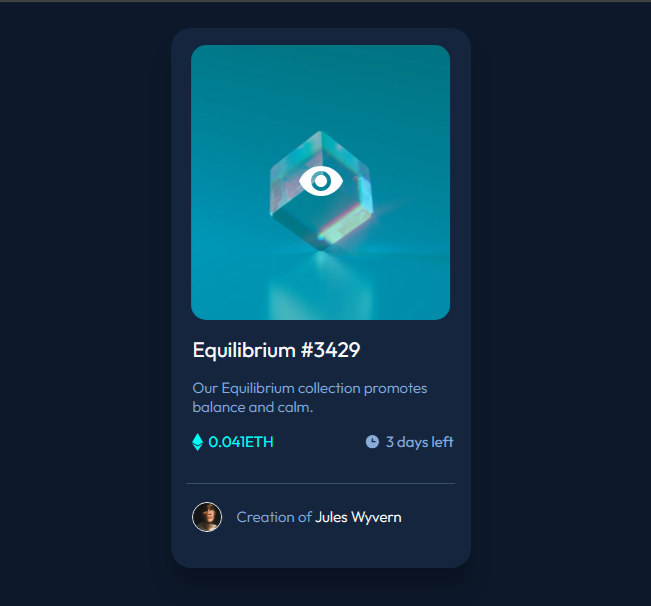 Equilibrium #3429
Our Equilibrium collection promotes
balance and calm.
0.041ETH
3 days left
Creation of Jules Wyvern